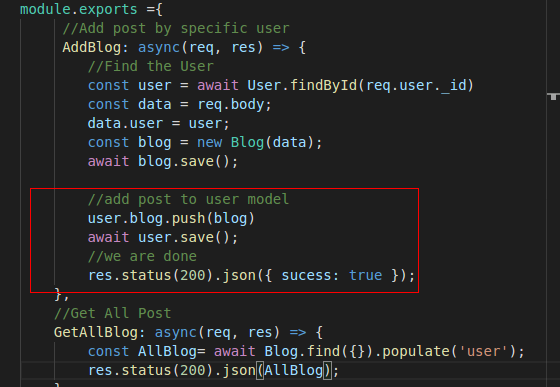 module.exports ={
//Add post by specific user
AddBlog: async(req, res) => {
//Find the User
const user = await User.findById(req.user._id)
const data = req.body;
data.user = user;
const blog = new Blog(data);
await blog.save();
//add post to user model
user.blog.push(blog)
await user.save();
//we are done
res.status(200).json({ sucess: true });
},
//Get All Post
GetAllBlog: async(req, res) => {
const AllBlog= await Blog.find({}).populate('user');
res.status(200).json(AllBlog);
},